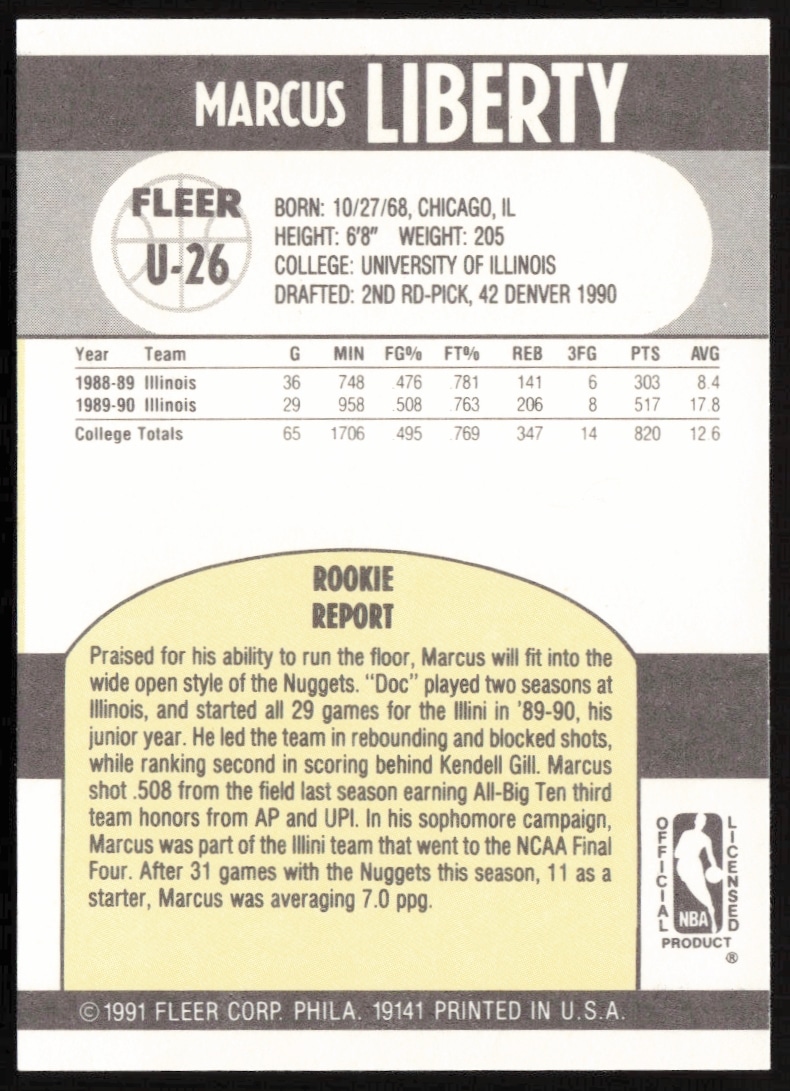 MARCUS LIBERTY
FLEER
U-26
BORN: 10/27/68, CHICAGO, IL
HEIGHT: 6'8" WEIGHT: 205
COLLEGE: UNIVERSITY OF ILLINOIS
DRAFTED: 2ND RD-PICK, 42 DENVER 1990
Year Team G MIN FG% FT% REB 3FG PTS AVG
1988-89 Illinois 36 748 .476 .781 141 6 303 8.4
1989-90 Illinois 29 958 .508 .763 206 8 517 17.8
College Totals 65 1706 .495 .769 347 14 820 12.6
ROOKIE
REPORT
Praised for his ability to run the floor, Marcus will fit into the
wide open style of the Nuggets. “Doc” played two seasons at
Illinois, and started all 29 games for the Illini in '89-90, his
junior year. He led the team in rebounding and blocked shots,
while ranking second in scoring behind Kendell Gill. Marcus
shot .508 from the field last season earning All-Big Ten third
team honors from AP and UPI. In his sophomore campaign,
Marcus was part of the Illini team that went to the NCAA Final
Four. After 31 games with the Nuggets this season, 11 as a
starter, Marcus was averaging 7.0 ppg.
OFFICIAL
LICENSED
NBA
PRODUCT
®
© 1991 FLEER CORP. PHILA. 19141 PRINTED IN U.S.A.